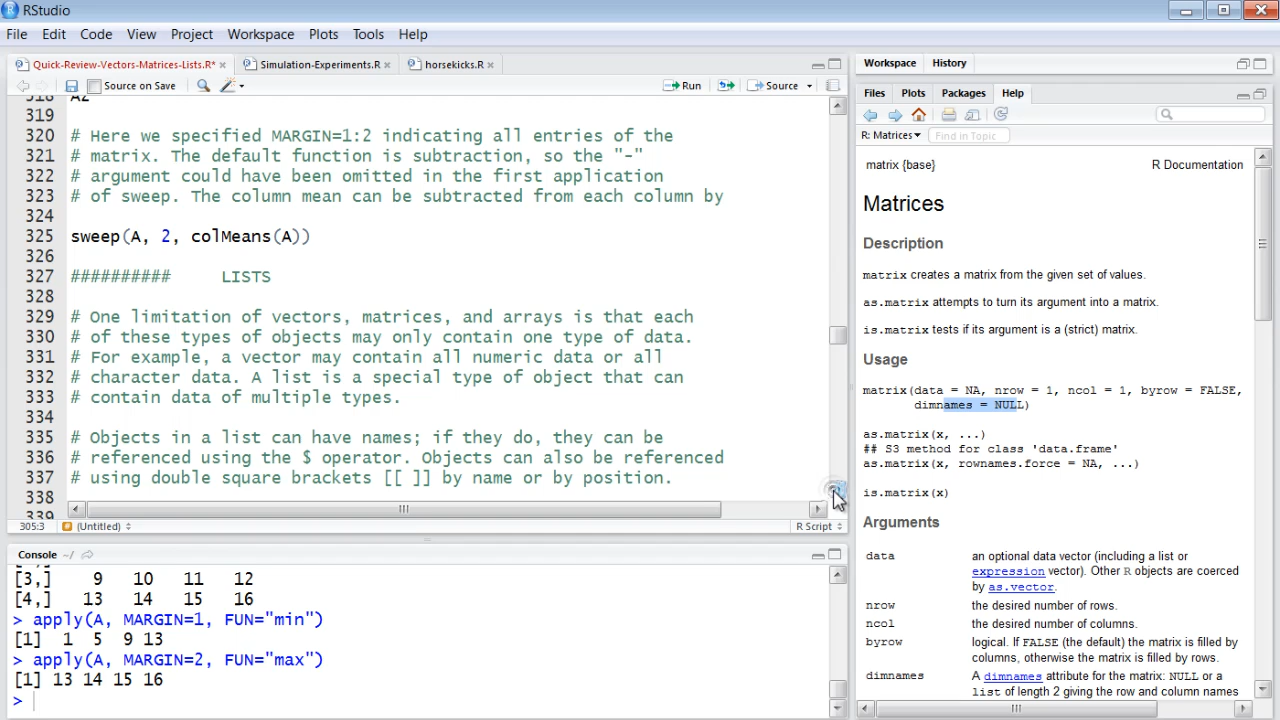 RStudio
File Edit Code View Project Workspace Plots Tools Help
Quick-Review-Vectors-Matrices-Lists.R* × Simulation-Experiments.R × horsekicks.R ×
Source on Save Run Source
318 A2
319
320 # Here we specified MARGIN=1:2 indicating all entries of the
321 # matrix. The default function is subtraction, so the "-"
322 # argument could have been omitted in the first application
323 # of sweep. The column mean can be subtracted from each column by
324
325 sweep(A, 2, colMeans(A))
326
327 ########## LISTS
328
329 # One limitation of vectors, matrices, and arrays is that each
330 # of these types of objects may only contain one type of data.
331 # For example, a vector may contain all numeric data or all
332 # character data. A list is a special type of object that can
333 # contain data of multiple types.
334
335 # Objects in a list can have names; if they do, they can be
336 # referenced using the $ operator. Objects can also be referenced
337 # using double square brackets [[ ]] by name or by position.
338
339
305:3 (Untitled) R Script
Console ~/
[3,] 9 10 11 12
[4,] 13 14 15 16
> apply(A, MARGIN=1, FUN="min")
[1] 1 5 9 13
> apply(A, MARGIN=2, FUN="max")
[1] 13 14 15 16
>
Workspace History
Files Plots Packages Help
R: Matrices Find in Topic
matrix {base} R Documentation
Matrices
Description
matrix creates a matrix from the given set of values.
as.matrix attempts to turn its argument into a matrix.
is.matrix tests if its argument is a (strict) matrix.
Usage
matrix(data = NA, nrow = 1, ncol = 1, byrow = FALSE,
dimnames = NULL)
as.matrix(x, ...)
## S3 method for class 'data.frame'
as.matrix(x, rownames.force = NA, ...)
is.matrix(x)
Arguments
data an optional data vector (including a list or
expression vector). Other R objects are coerced
by as.vector.
nrow the desired number of rows.
ncol the desired number of columns.
byrow logical. If FALSE (the default) the matrix is filled by
columns, otherwise the matrix is filled by rows.
dimnames A dimnames attribute for the matrix: NULL or a
list of length 2 giving the row and column names